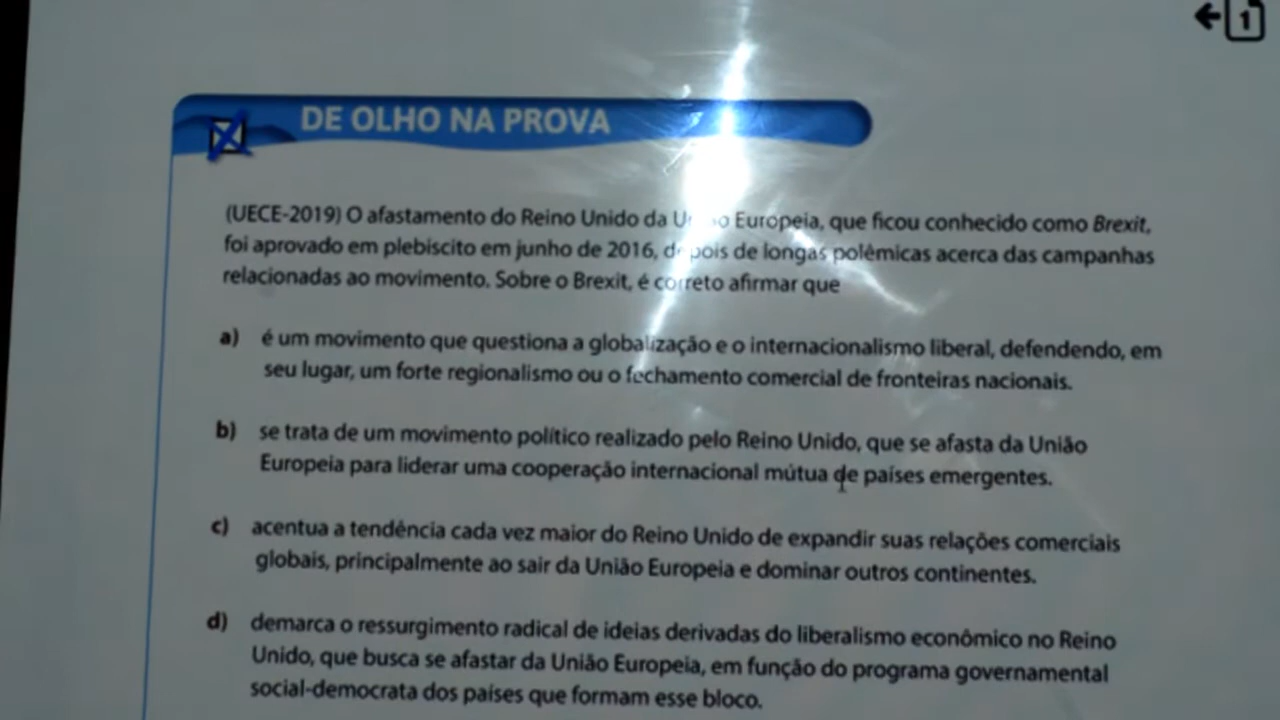 1
DE OLHO NA PROVA
(UECE-2019) O afastamento do Reino Unido da Europeia, que ficou conhecido como Brexit,
foi aprovado em plebiscito em junho de 2016, depois de longas polêmicas acerca das campanhas
relacionadas ao movimento. Sobre o Brexit, é correto afirmar que
a) é um movimento que questiona a globalização e o internacionalismo liberal, defendendo, em
seu lugar, um forte regionalismo ou o fechamento comercial de fronteiras nacionais.
b) se trata de um movimento político realizado pelo Reino Unido, que se afasta da União
Europeia para liderar uma cooperação internacional mútua de países emergentes.
c) acentua a tendência cada vez maior do Reino Unido de expandir suas relações comerciais
globais, principalmente ao sair da União Europeia e dominar outros continentes.
d) demarca o ressurgimento radical de ideias derivadas do liberalismo econômico no Reino
Unido, que busca se afastar da União Europeia, em função do programa governamental
social-democrata dos países que formam esse bloco.